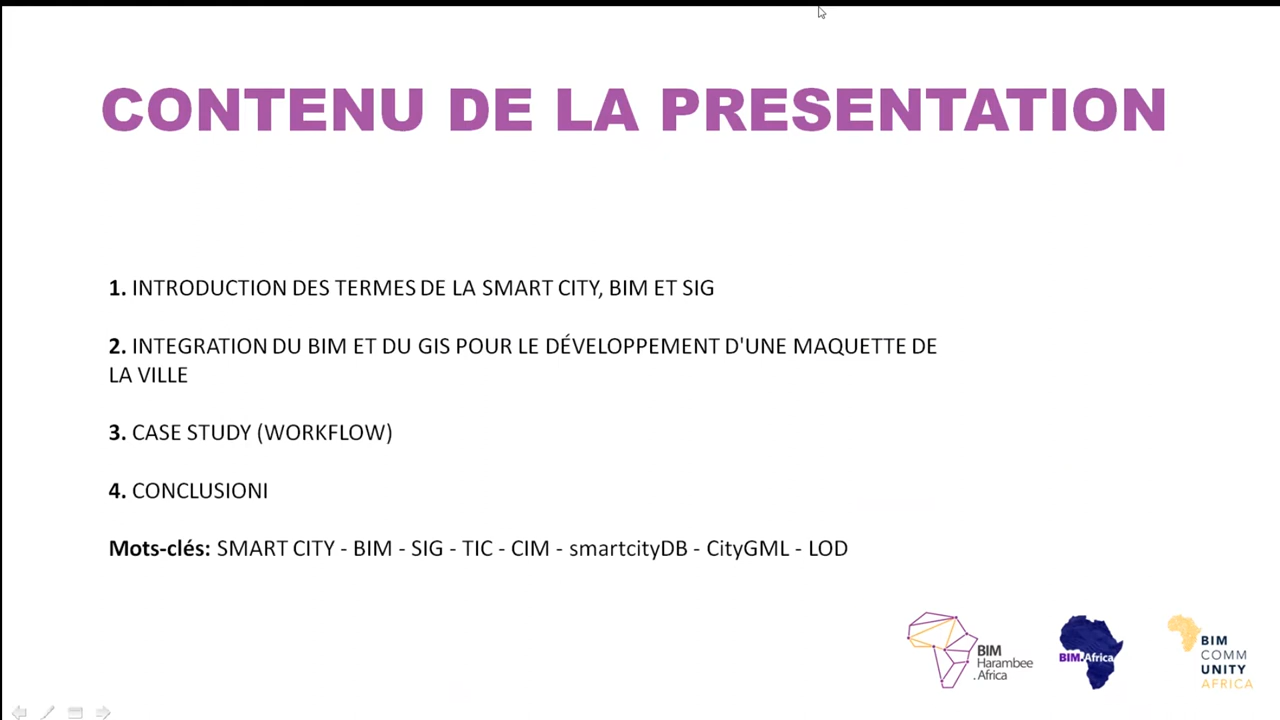 CONTENU DE LA PRESENTATION
1. INTRODUCTION DES TERMES DE LA SMART CITY, BIM ET SIG
2. INTEGRATION DU BIM ET DU GIS POUR LE DÉVELOPPEMENT D'UNE MAQUETTE DE
LA VILLE
3. CASE STUDY (WORKFLOW)
4. CONCLUSIONI
Mots-clés: SMART CITY - BIM - SIG - TIC - CIM - smartcityDB - CityGML - LOD
BIM
Harambee
.Africa
BIM.Africa
BIM
COMM
UNITY
AFRICA